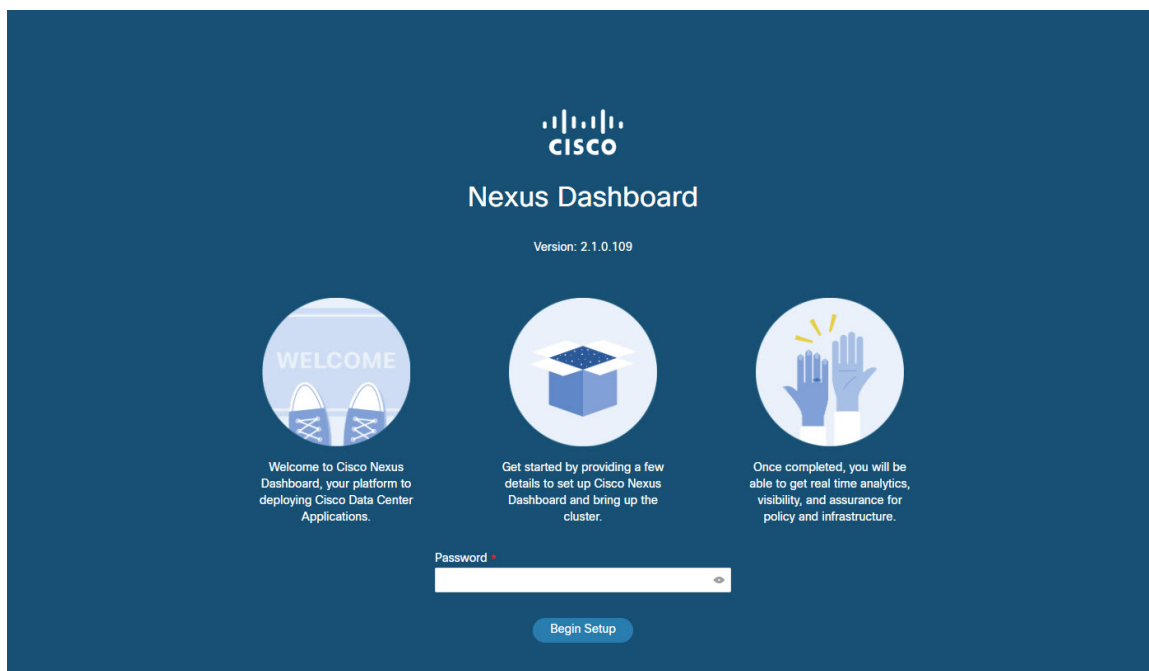 CISCO
Nexus Dashboard
Version: 2.1.0.109
WELCOME
Welcome to Cisco Nexus
Dashboard, your platform to
deploying Cisco Data Center
Applications.
Get started by providing a few
details to set up Cisco Nexus
Dashboard and bring up the
cluster.
Once completed, you will be
able to get real time analytics,
visibility, and assurance for
policy and infrastructure.
Password *
Begin Setup